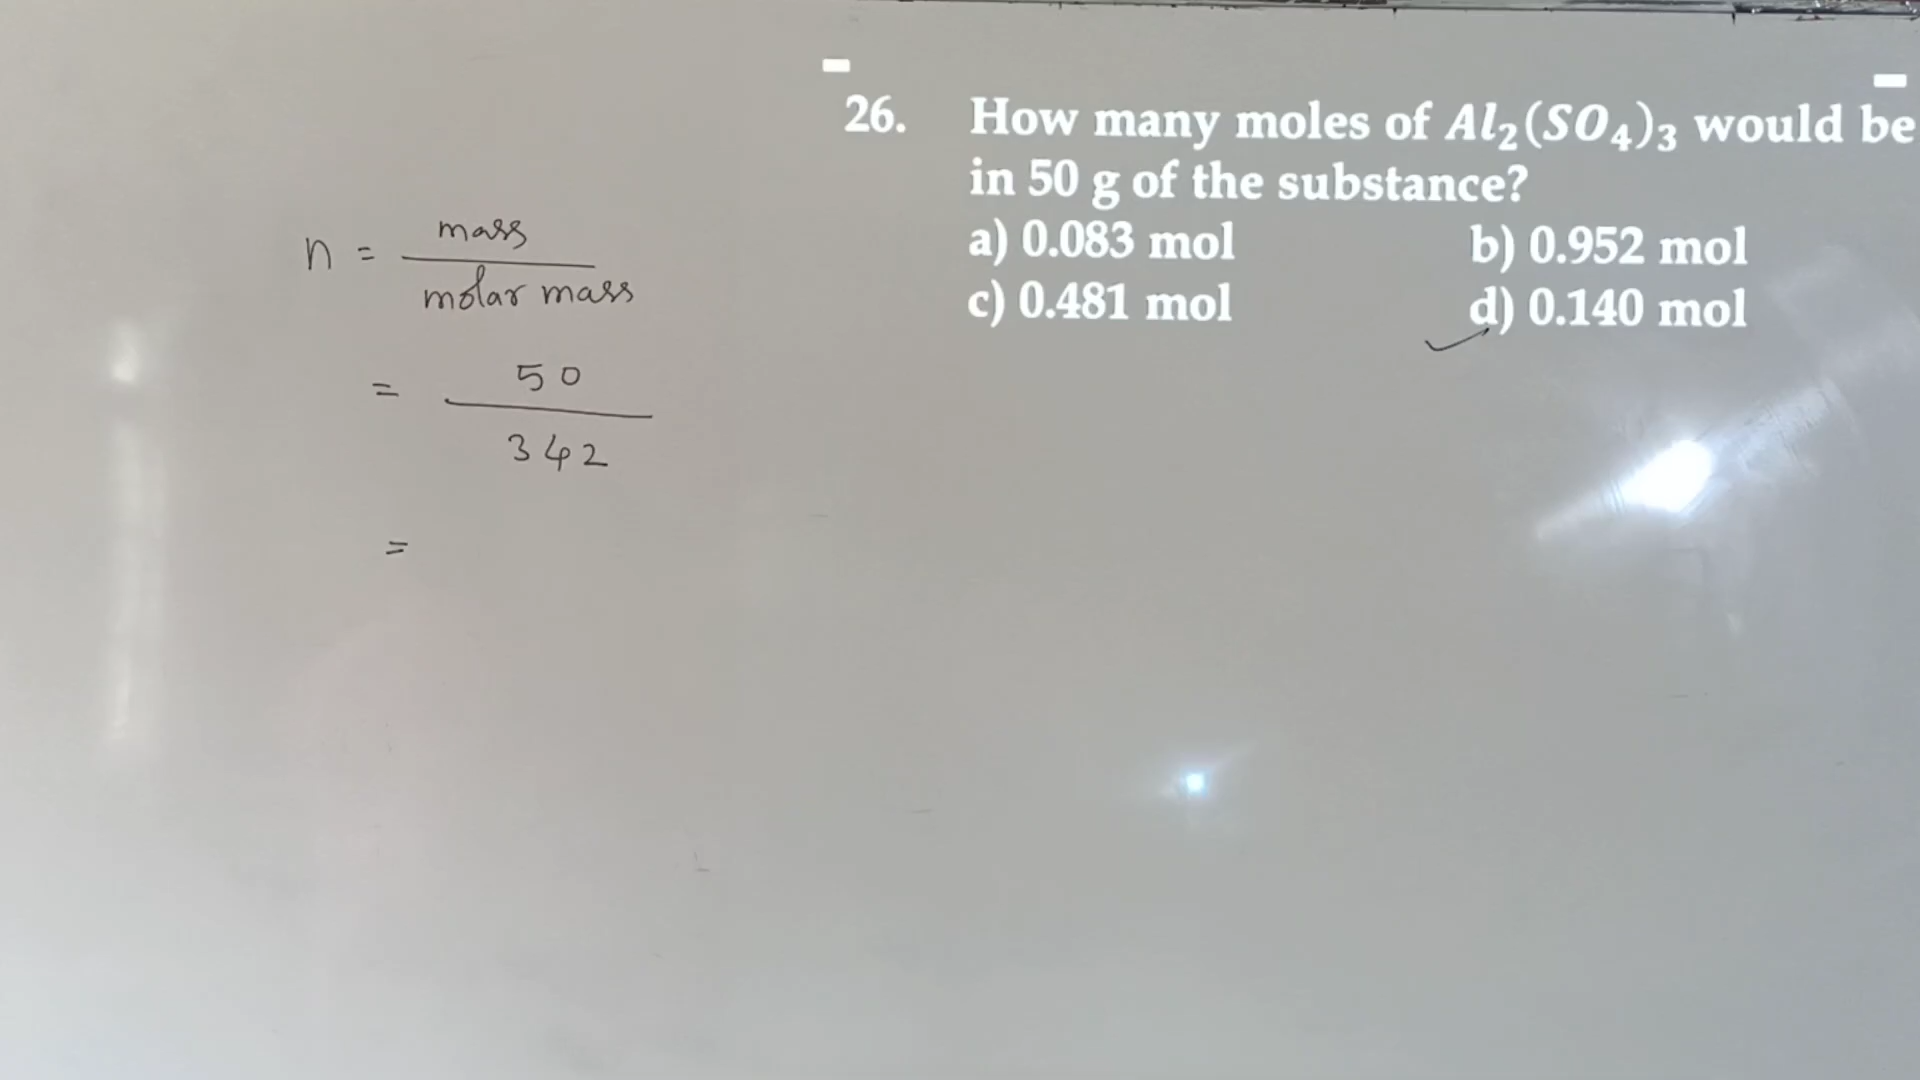 26. How many moles of Al₂(SO₄)₃ would be
in 50 g of the substance?
a) 0.083 mol b) 0.952 mol
c) 0.481 mol d) 0.140 mol
n = mass / molar mass
= 50 / 342
=